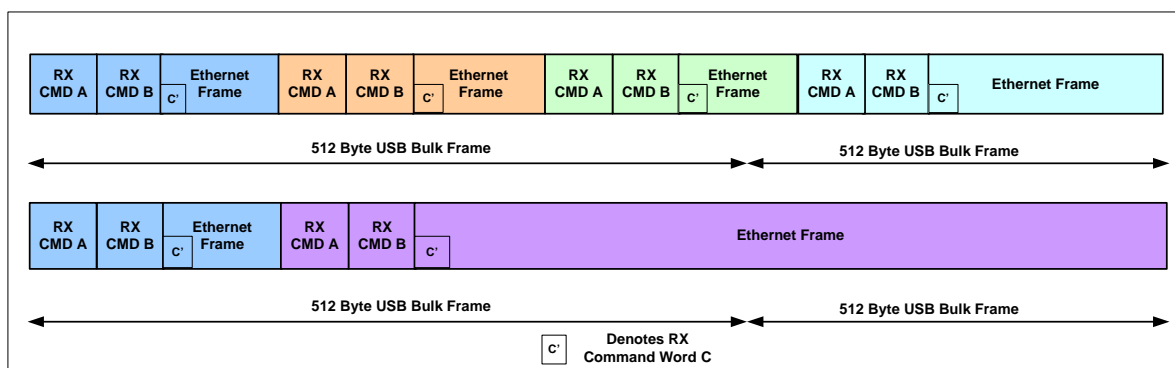 RX CMD A
RX CMD B
C'
Ethernet Frame
RX CMD A
RX CMD B
C'
Ethernet Frame
RX CMD A
RX CMD B
C'
Ethernet Frame
RX CMD A
RX CMD B
C'
Ethernet Frame
512 Byte USB Bulk Frame
512 Byte USB Bulk Frame
RX CMD A
RX CMD B
C'
Ethernet Frame
RX CMD A
RX CMD B
C'
Ethernet Frame
512 Byte USB Bulk Frame
512 Byte USB Bulk Frame
C'
Denotes RX
Command Word C